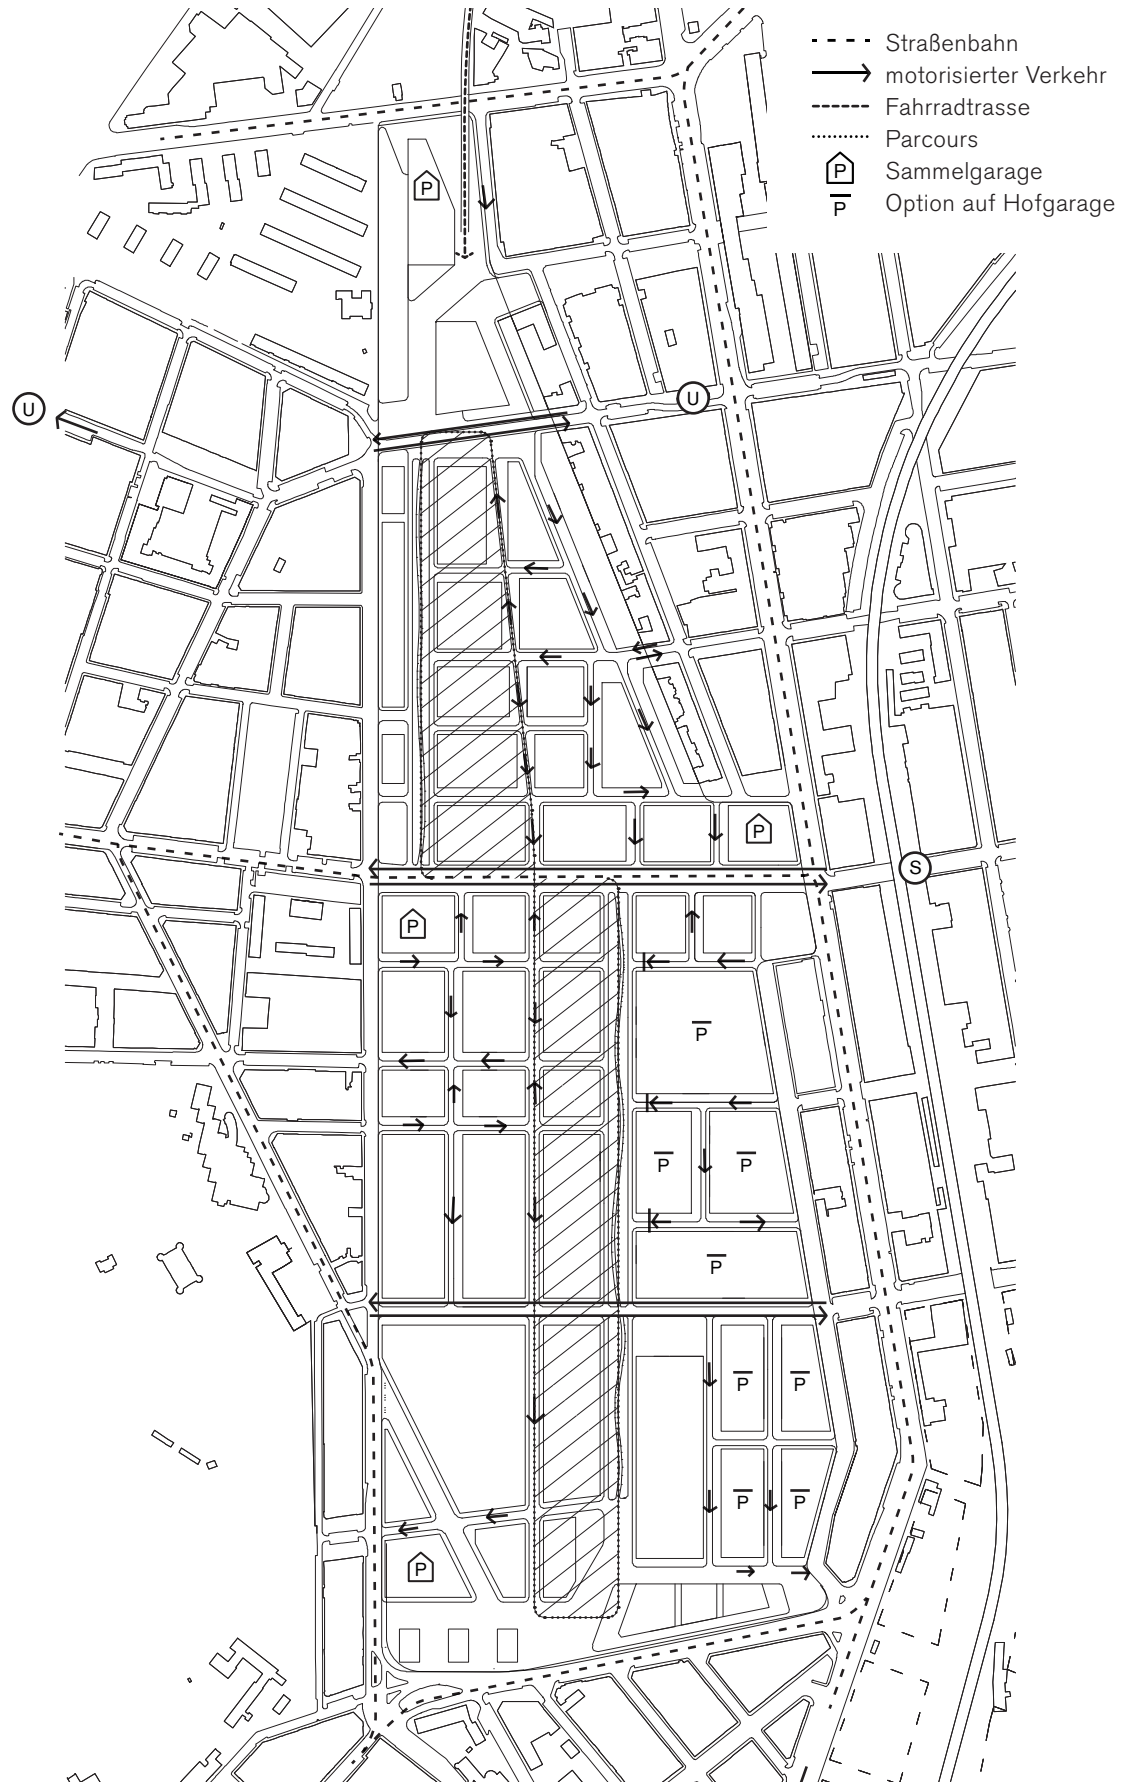 Straßenbahn
motorisierter Verkehr
Fahrradtrasse
Parcours
P Sammelgarage
P Option auf Hofgarage
P
U
U
P
S
P
P
P P
P
P P
P P
P